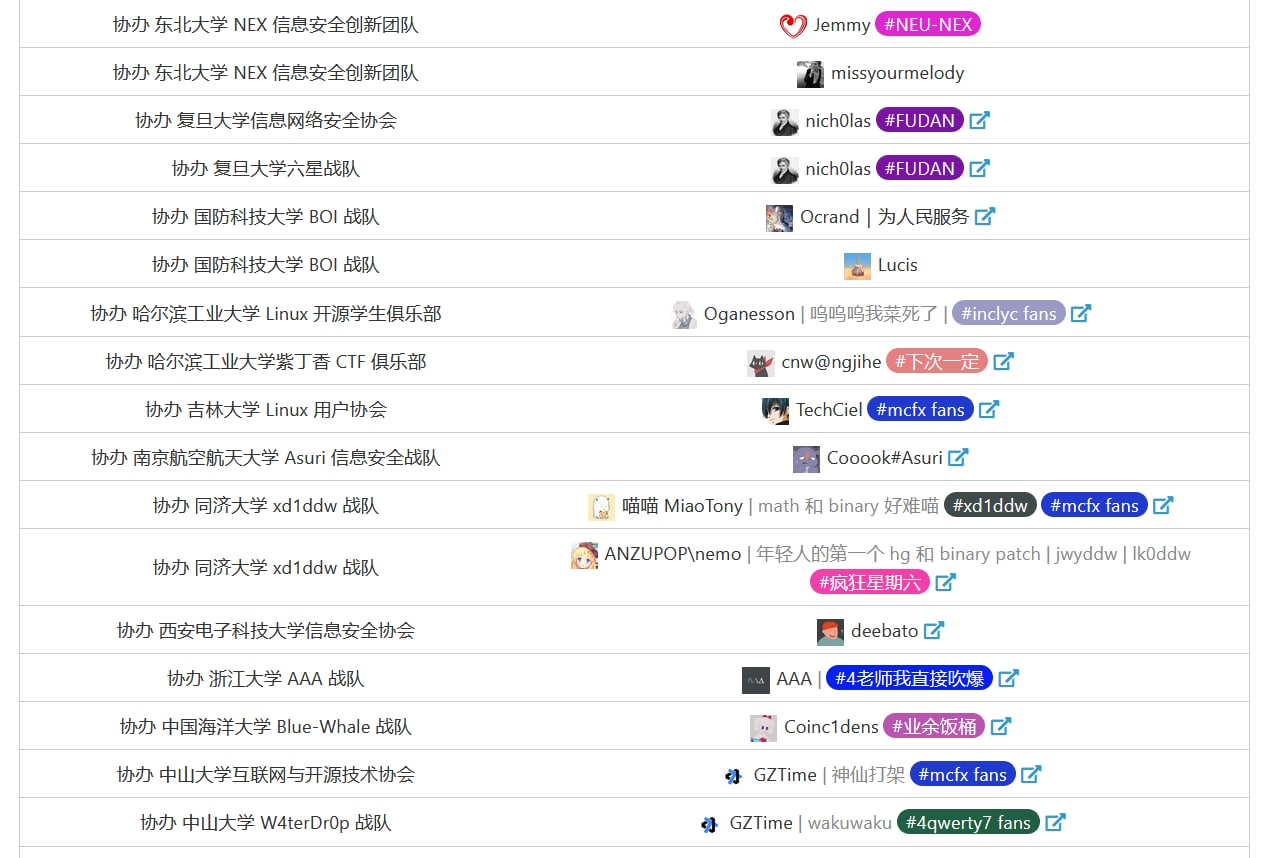 协办 东北大学 NEX 信息安全创新团队 Jemmy #NEU-NEX
协办 东北大学 NEX 信息安全创新团队 missyourmelody
协办 复旦大学信息网络安全协会 nich0las #FUDAN
协办 复旦大学六星战队 nich0las #FUDAN
协办 国防科技大学 BOI 战队 Ocrand | 为人民服务
协办 国防科技大学 BOI 战队 Lucis
协办 哈尔滨工业大学 Linux 开源学生俱乐部 Oganesson | 呜呜呜我菜死了 | #inclyc fans
协办 哈尔滨工业大学紫丁香 CTF 俱乐部 cnw@ngjihe #下次一定
协办 吉林大学 Linux 用户协会 TechCiel #mcfx fans
协办 南京航空航天大学 Asuri 信息安全战队 Cooook#Asuri
协办 同济大学 xd1ddw 战队 喵喵 MiaoTony | math 和 binary 好难喵 #xd1ddw #mcfx fans
协办 同济大学 xd1ddw 战队 ANZUPOP\nemo | 年轻人的第一个 hg 和 binary patch | jwyddw | lk0ddw
#疯狂星期六
协办 西安电子科技大学信息安全协会 deebato
协办 浙江大学 AAA 战队 AAA | #4老师我直接吹爆
协办 中国海洋大学 Blue-Whale 战队 Coinc1dens #业余饭桶
协办 中山大学互联网与开源技术协会 GZTime | 神仙打架 #mcfx fans
协办 中山大学 W4terDr0p 战队 GZTime | wakuwaku #4qwerty7 fans